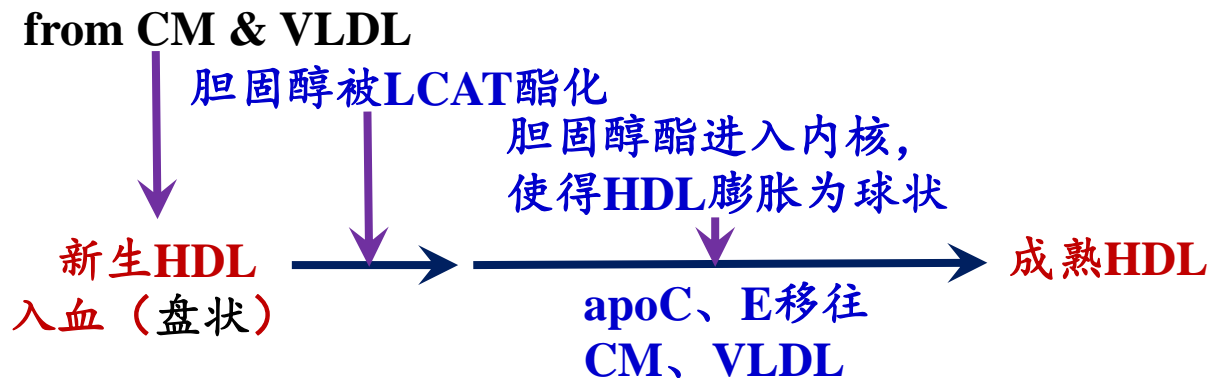 from CM & VLDL
胆固醇被LCAT酯化
胆固醇酯进入内核，
使得HDL膨胀为球状
新生HDL
入血（盘状）
成熟HDL
apoC、E移往
CM、VLDL